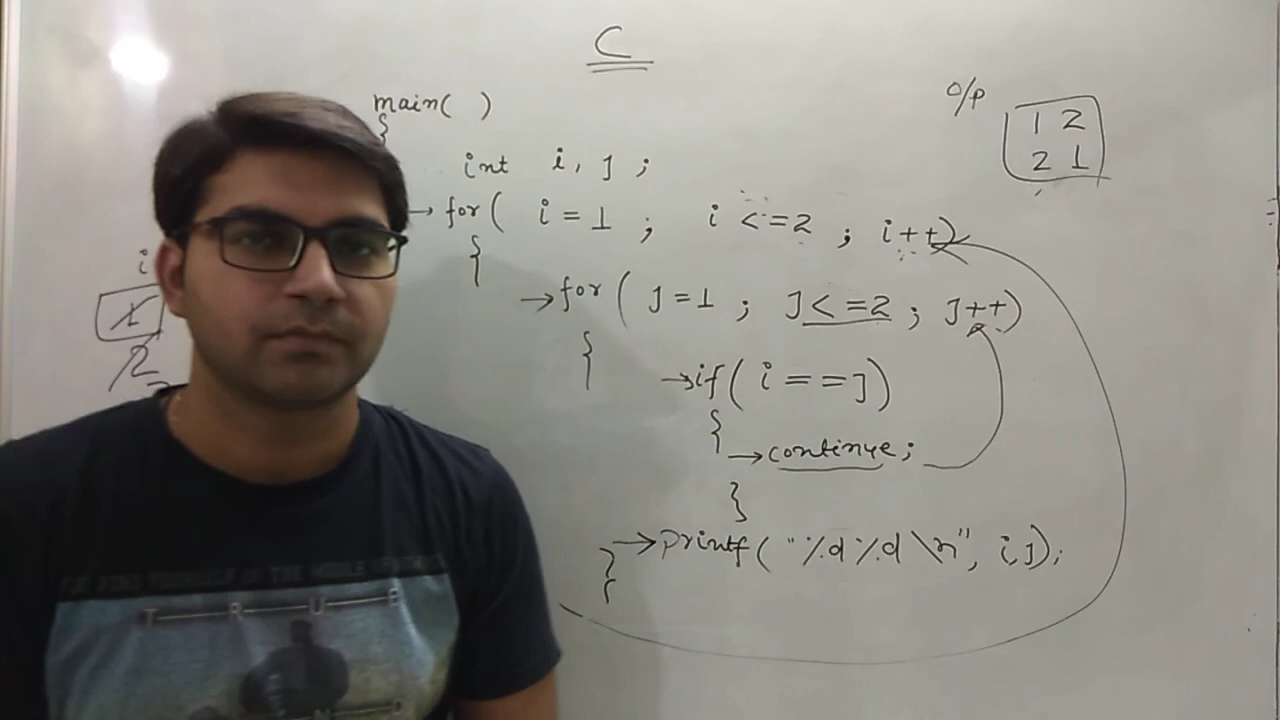 C
main( )
{
int i, J ;
→ for( i = 1 ; i <= 2 ; i++)
{
→ for ( J = 1 ; J <= 2 ; J++)
{
→ if( i == J)
{
→ continue;
}
→ printf( "%d %d \n", i,J);
}
O/P
1 2
2 1
i
1
2
T R U E